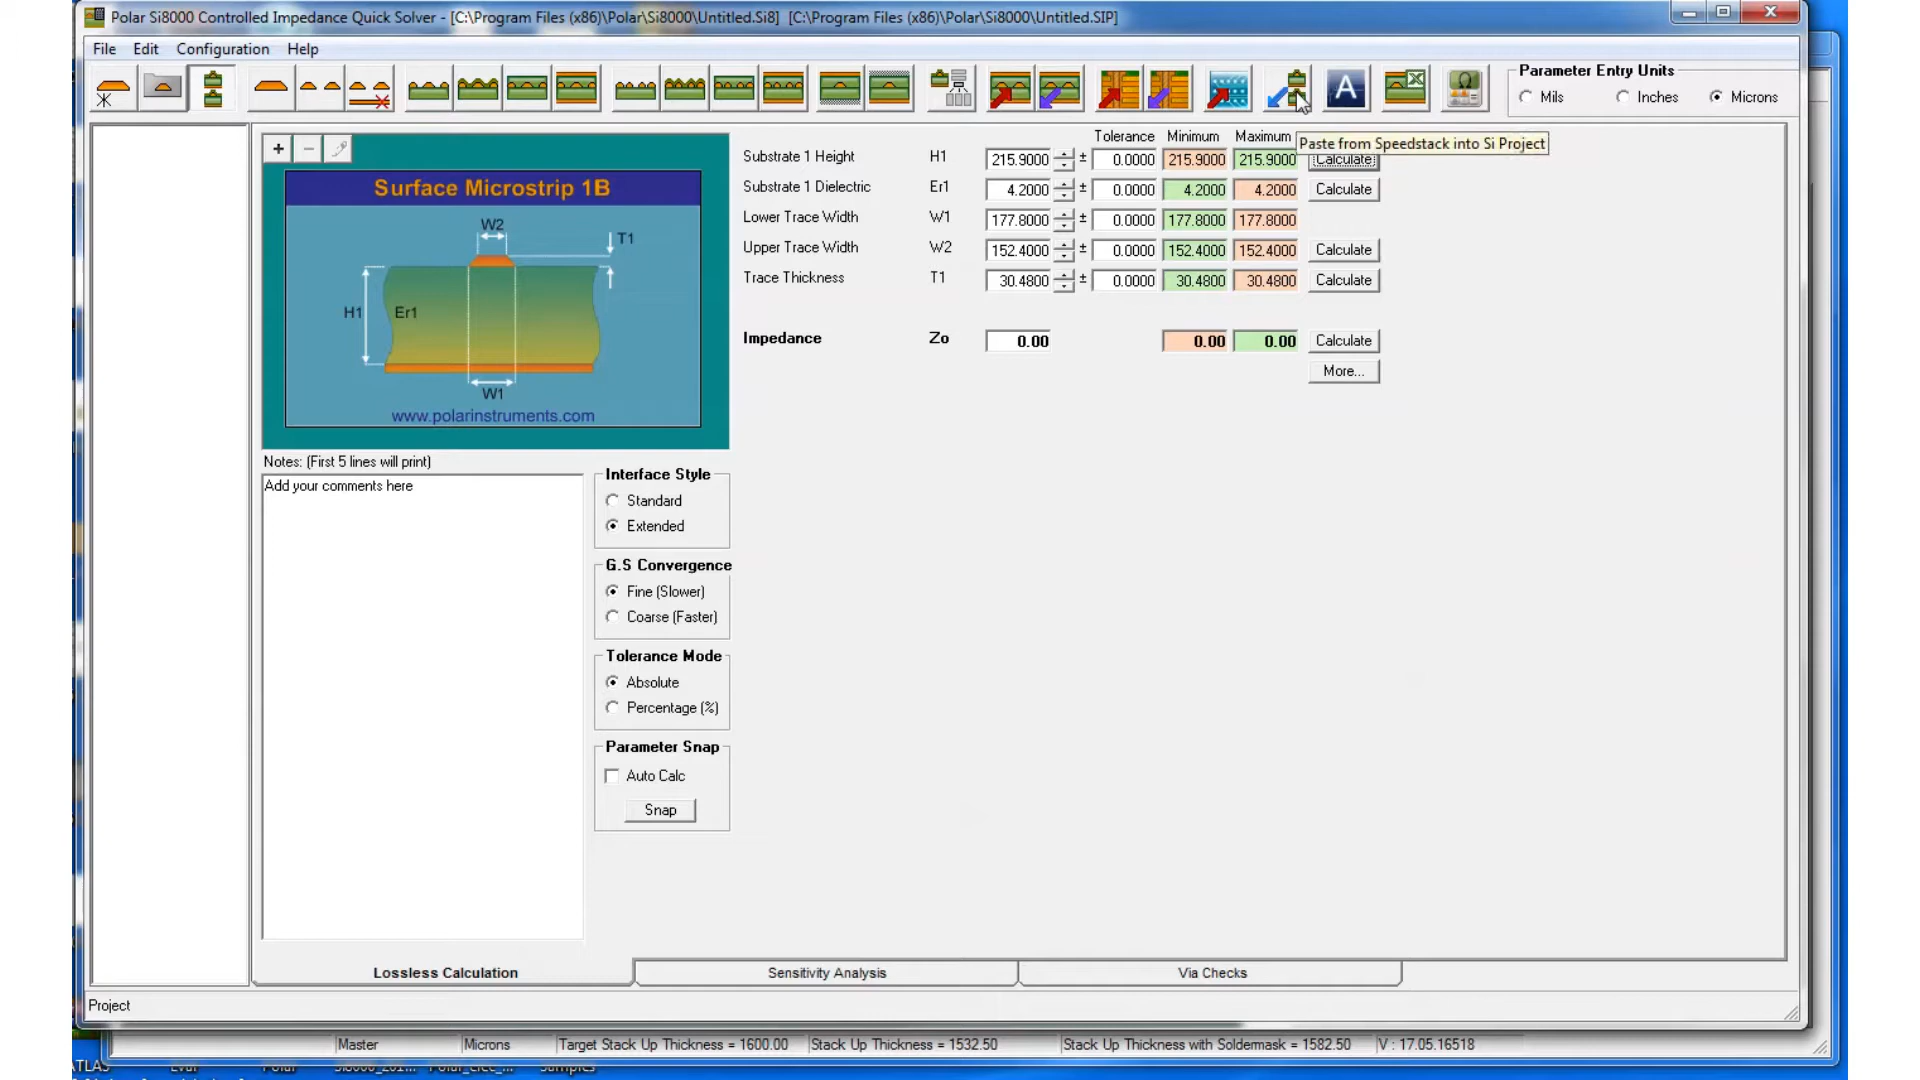 Polar Si8000 Controlled Impedance Quick Solver - [C:\Program Files (x86)\Polar\Si8000\Untitled.Si8]  [C:\Program Files (x86)\Polar\Si8000\Untitled.SIP]
File Edit Configuration Help
Parameter Entry Units
Mils Inches Microns
A
Paste from Speedstack into Si Project
Tolerance Minimum Maximum
+ −
Surface Microstrip 1B
W2
T1
H1 Er1
W1
www.polarinstruments.com
Substrate 1 Height H1 215.9000 ± 0.0000 215.9000 215.9000 Calculate
Substrate 1 Dielectric Er1 4.2000 ± 0.0000 4.2000 4.2000 Calculate
Lower Trace Width W1 177.8000 ± 0.0000 177.8000 177.8000
Upper Trace Width W2 152.4000 ± 0.0000 152.4000 152.4000 Calculate
Trace Thickness T1 30.4800 ± 0.0000 30.4800 30.4800 Calculate
Impedance Zo 0.00 0.00 0.00 Calculate
More...
Notes: (First 5 lines will print)
Add your comments here
Interface Style
Standard
Extended
G.S Convergence
Fine (Slower)
Coarse (Faster)
Tolerance Mode
Absolute
Percentage (%)
Parameter Snap
Auto Calc
Snap
Lossless Calculation Sensitivity Analysis Via Checks
Project
Master Microns Target Stack Up Thickness = 1600.00 Stack Up Thickness = 1532.50 Stack Up Thickness with Soldermask = 1582.50 V : 17.05.16518